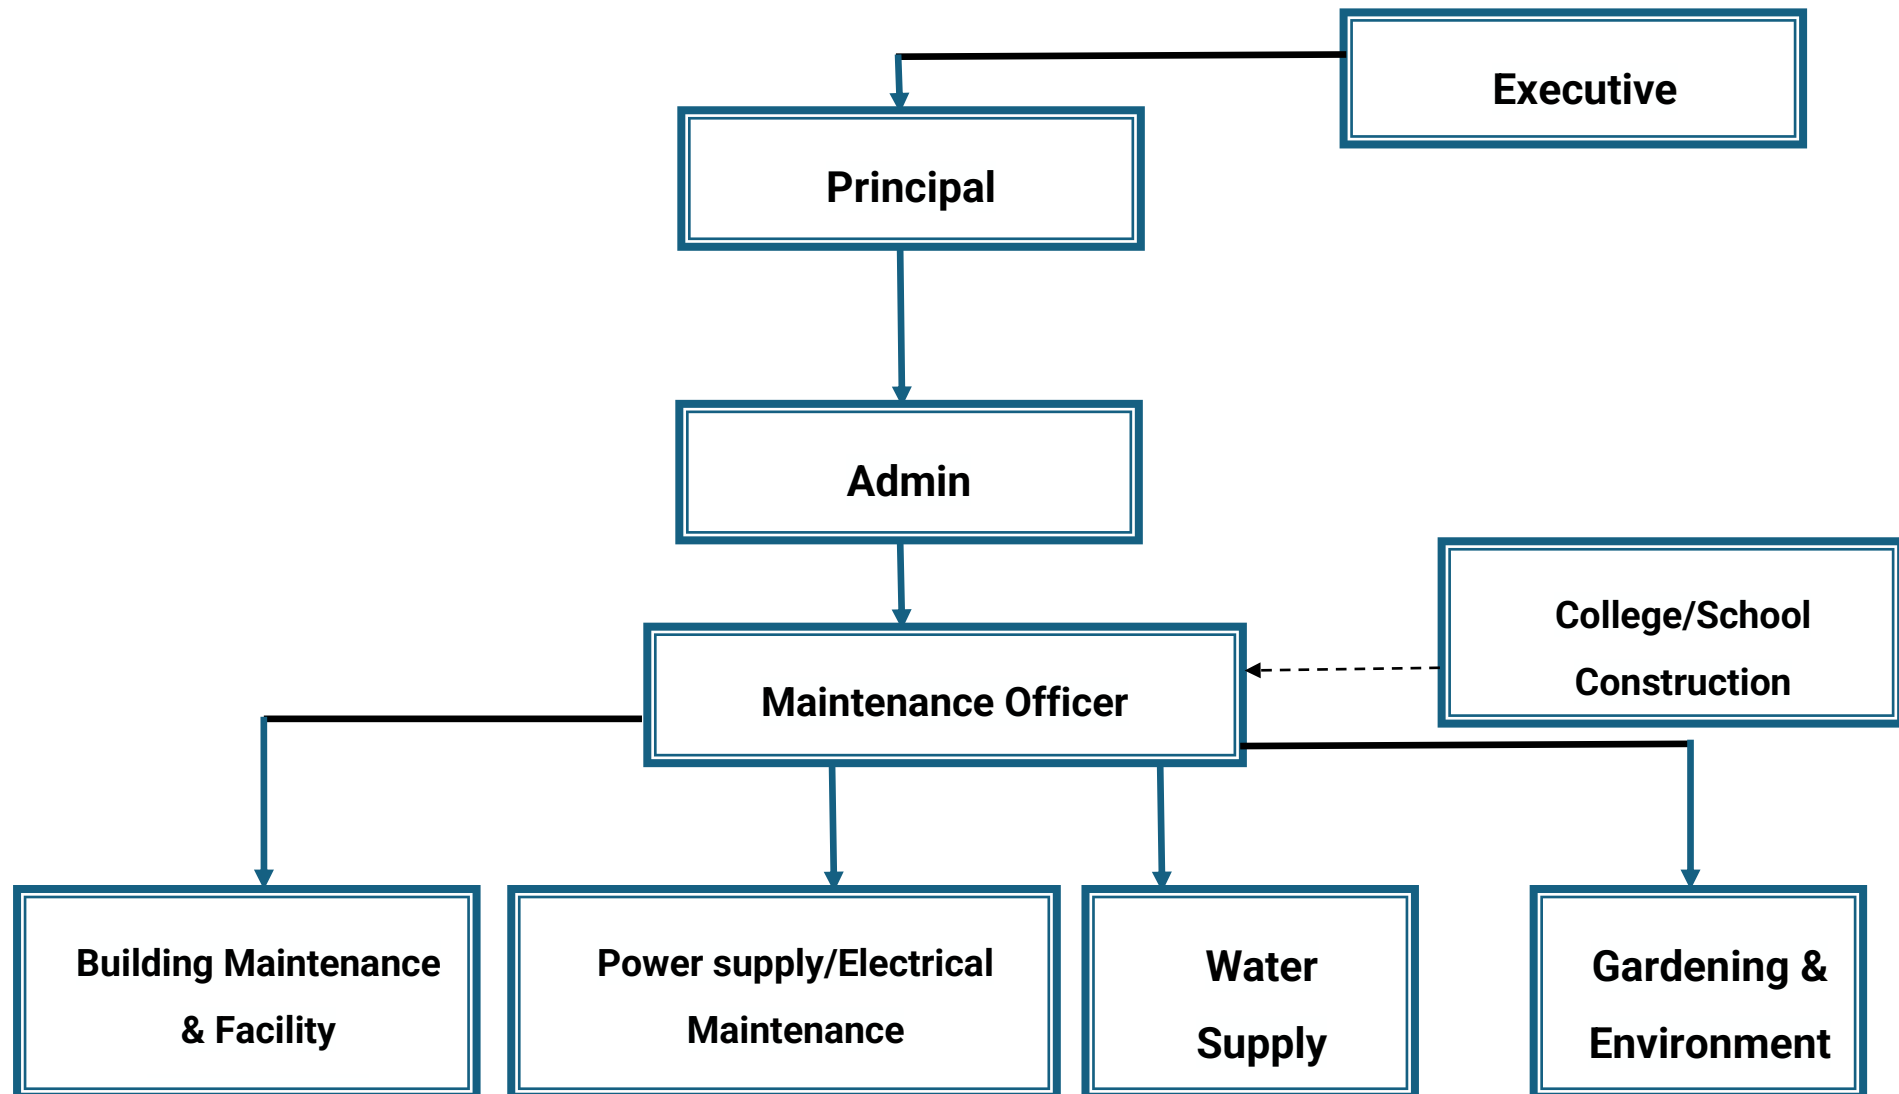 Executive
Principal
Admin
College/School
Construction
Maintenance Officer
Building Maintenance
& Facility
Power supply/Electrical
Maintenance
Water
Supply
Gardening &
Environment